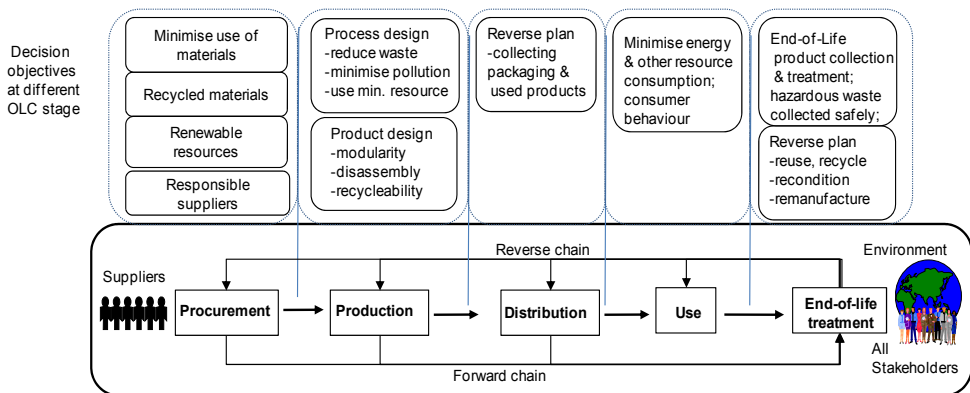 Decision
objectives
at different
OLC stage
Minimise use of
materials
Recycled materials
Renewable
resources
Responsible
suppliers
Process design
-reduce waste
-minimise pollution
-use min. resource
Product design
-modularity
-disassembly
-recycleability
Reverse plan
-collecting
packaging &
used products
Minimise energy
& other resource
consumption;
consumer
behaviour
End-of-Life
product collection
& treatment;
hazardous waste
collected safely;
Reverse plan
-reuse, recycle
-recondition
-remanufacture
Reverse chain
Environment
Suppliers
Procurement
Production
Distribution
Use
End-of-life
treatment
All
Stakeholders
Forward chain